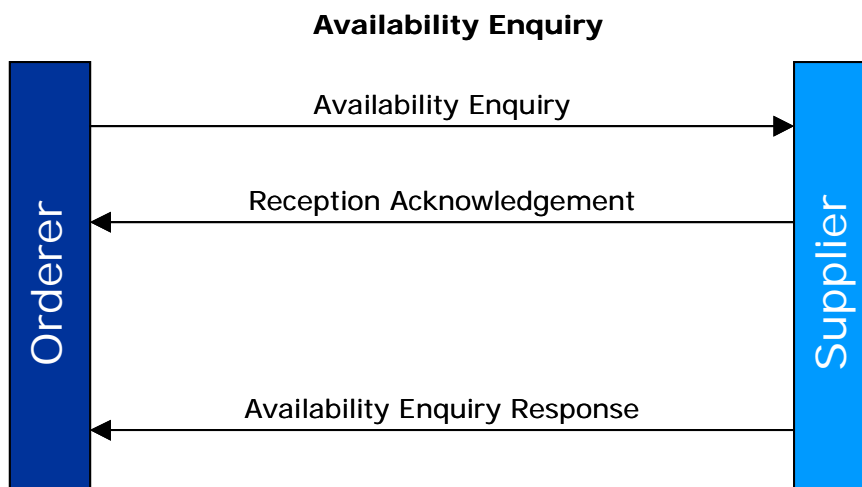 Availability Enquiry
Availability Enquiry
Reception Acknowledgement
Orderer
Supplier
Availability Enquiry Response